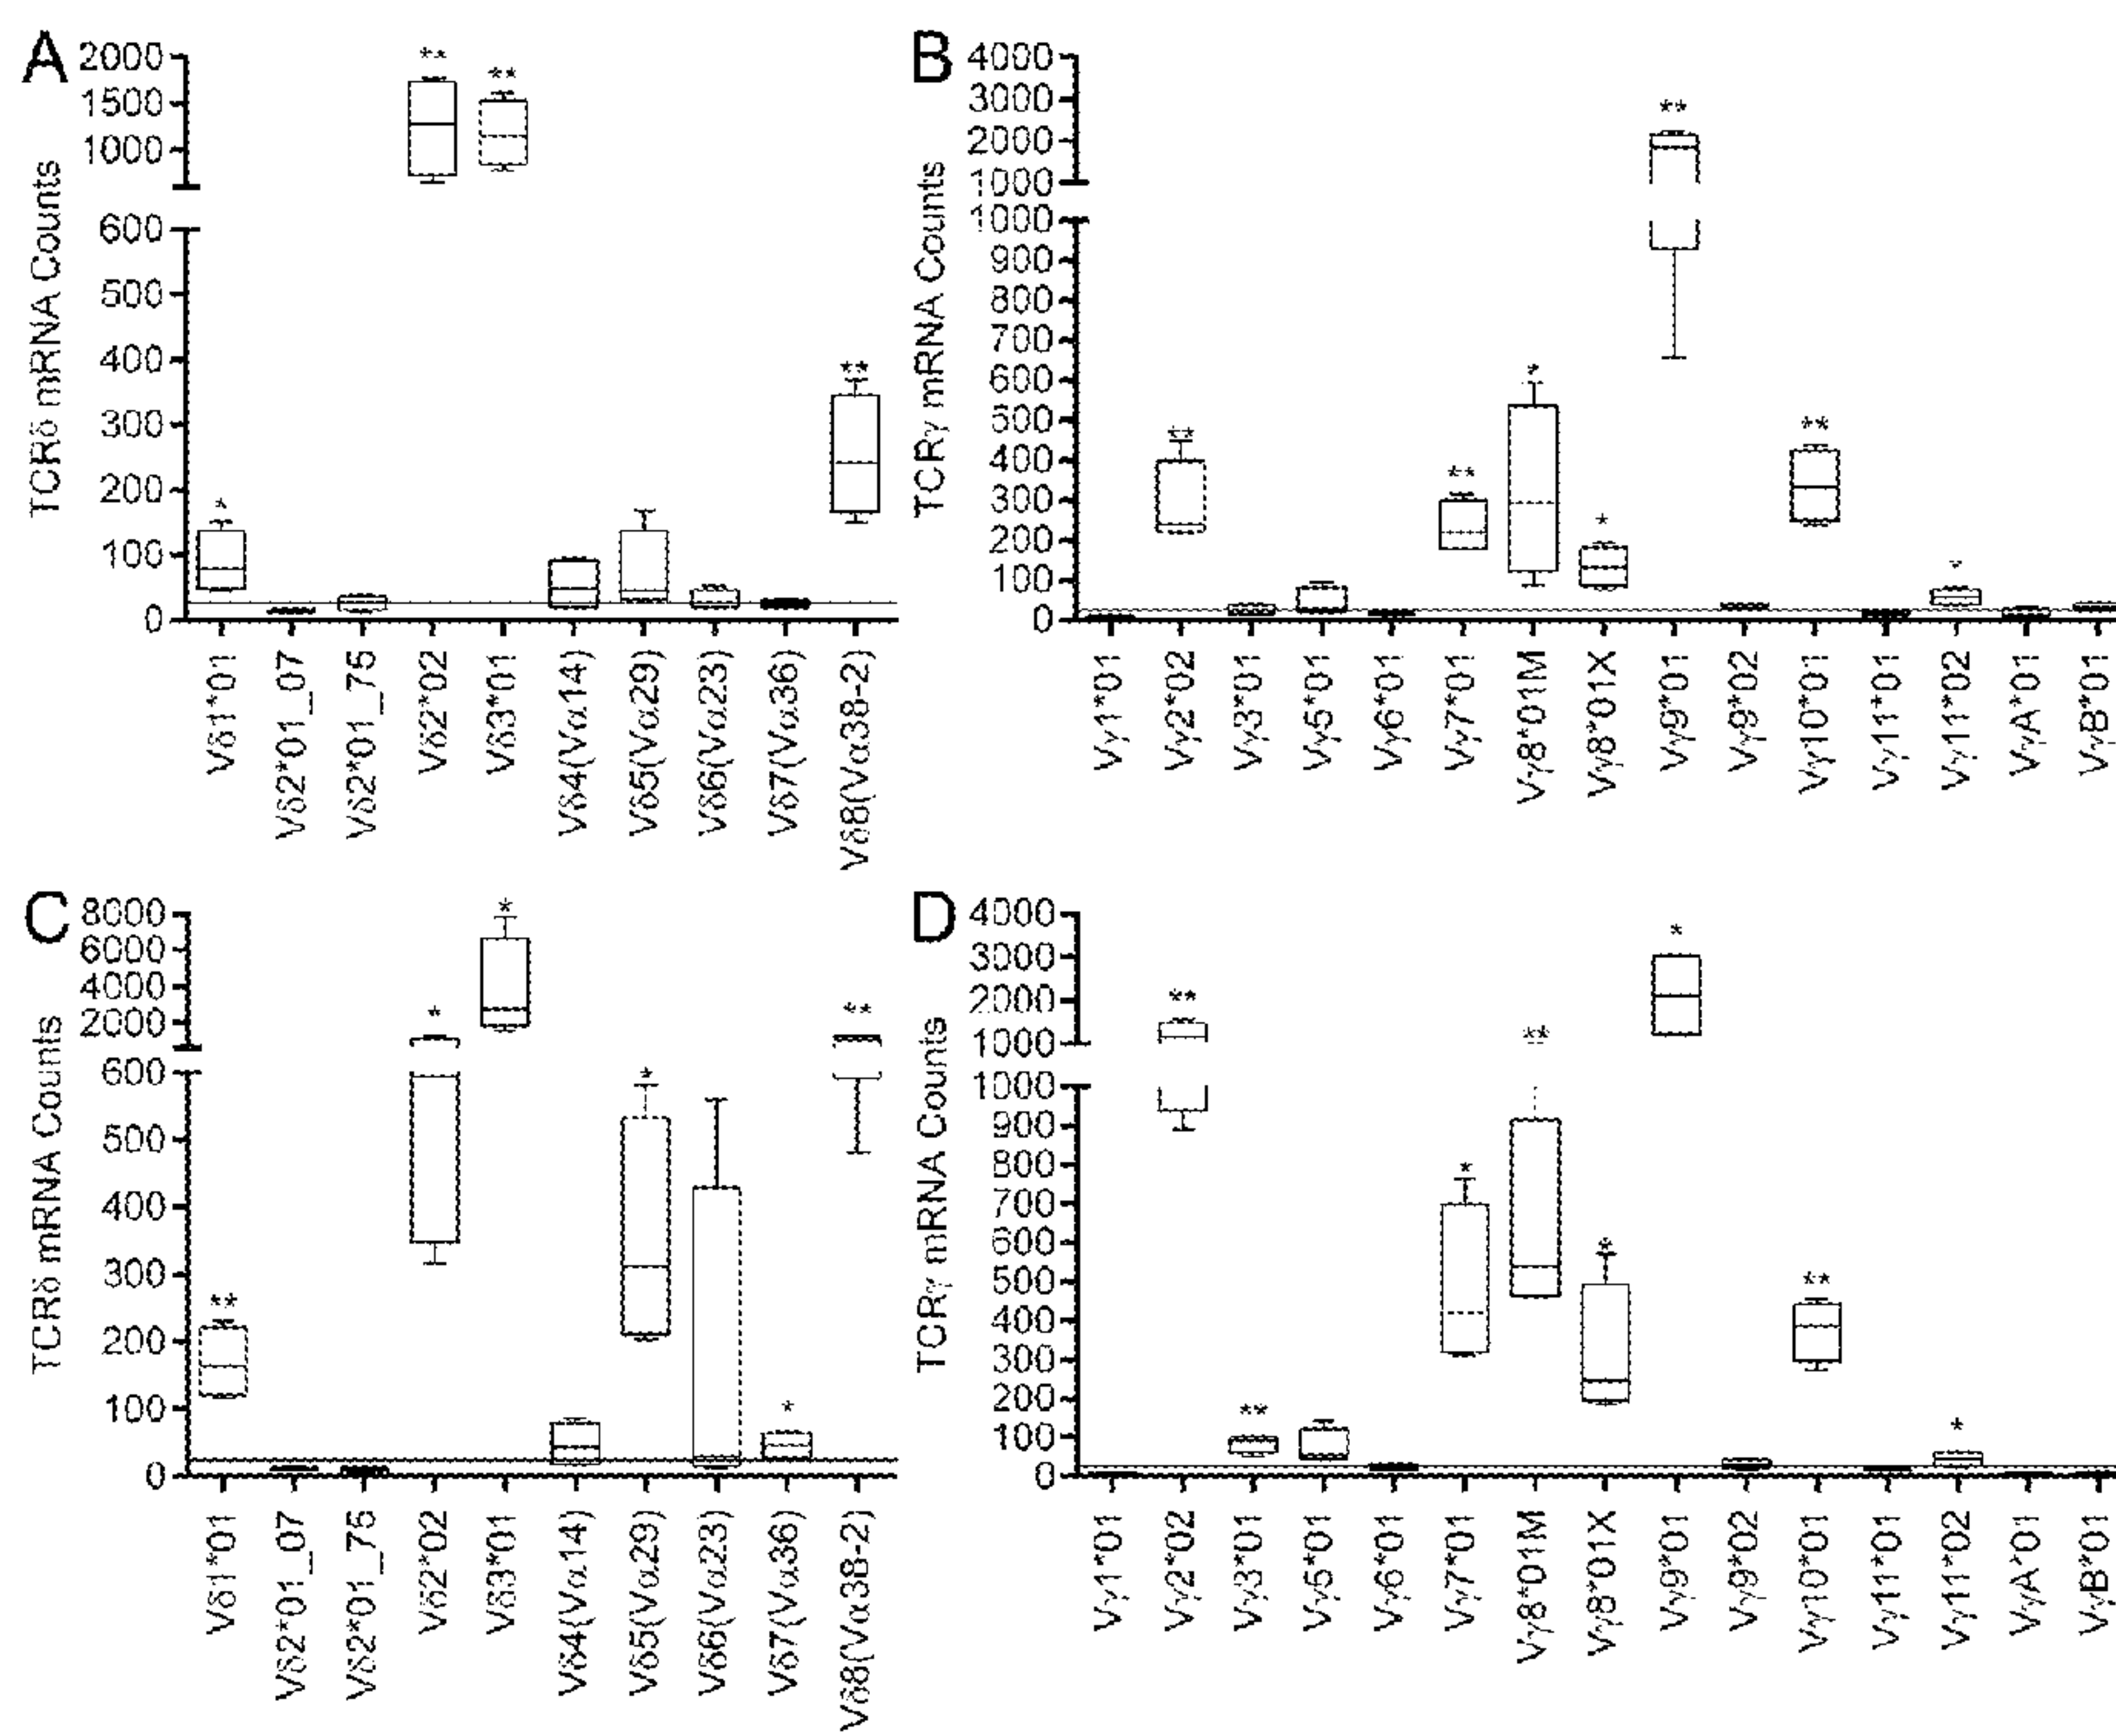 A
2000
1500
1000
600
500
400
300
200
100
0
TCRδ mRNA Counts
**
**
*
**
Vδ1*01
Vδ2*01_07
Vδ2*01_75
Vδ2*02
Vδ3*01
Vδ4(Vα14)
Vδ5(Vα29)
Vδ6(Vα23)
Vδ7(Vα36)
Vδ8(Vα38-2)
B
4000
3000
2000
1000
1000
900
800
700
600
500
400
300
200
100
0
TCRγ mRNA Counts
**
**
*
*
**
**
*
Vγ1*01
Vγ2*02
Vγ3*01
Vγ5*01
Vγ6*01
Vγ7*01
Vγ8*01M
Vγ8*01X
Vγ9*01
Vγ9*02
Vγ10*01
Vγ11*01
Vγ11*02
VγA*01
VγB*01
C
8000
6000
4000
2000
600
500
400
300
200
100
0
TCRδ mRNA Counts
**
*
*
*
*
**
Vδ1*01
Vδ2*01_07
Vδ2*01_75
Vδ2*02
Vδ3*01
Vδ4(Vα14)
Vδ5(Vα29)
Vδ6(Vα23)
Vδ7(Vα36)
Vδ8(Vα38-2)
D
4000
3000
2000
1000
1000
900
800
700
600
500
400
300
200
100
0
TCRγ mRNA Counts
**
**
*
**
*
*
**
*
Vγ1*01
Vγ2*02
Vγ3*01
Vγ5*01
Vγ6*01
Vγ7*01
Vγ8*01M
Vγ8*01X
Vγ9*01
Vγ9*02
Vγ10*01
Vγ11*01
Vγ11*02
VγA*01
VγB*01